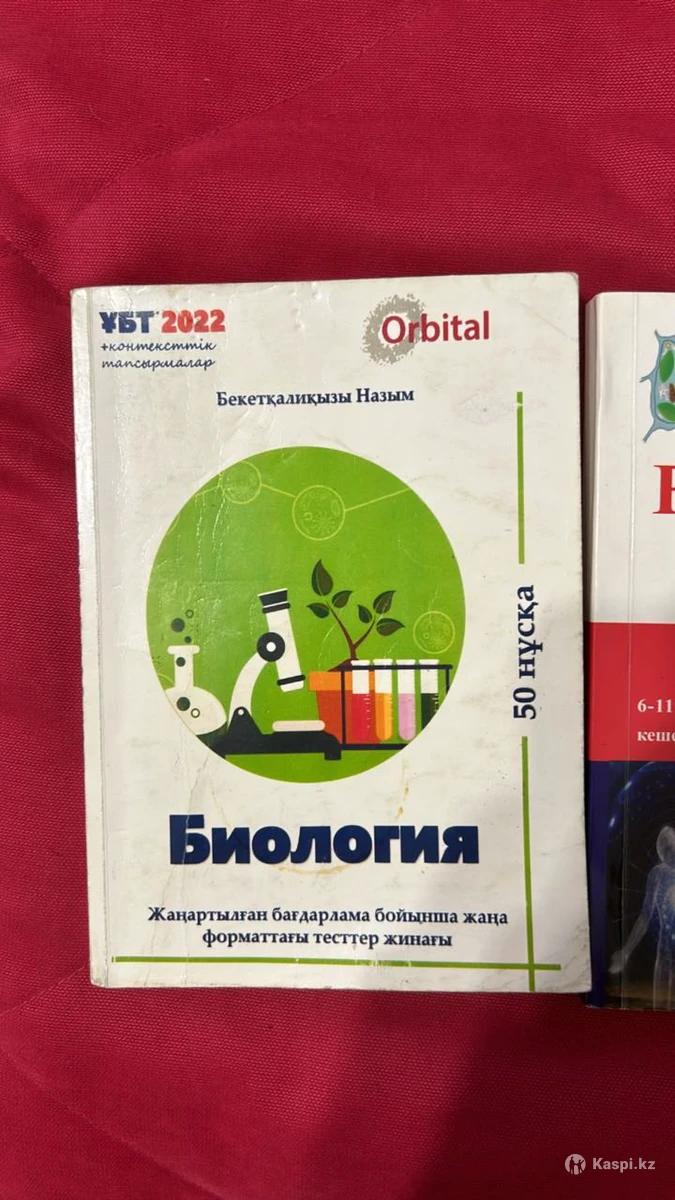 ҰБТ 2022
+контексттік
тапсырмалар
Orbital
Бекетқалиқызы Назым
50 нұсқа
Биология
Жаңартылған бағдарлама бойынша жаңа
форматтағы тесттер жинағы
6-11
Kaspi.kz